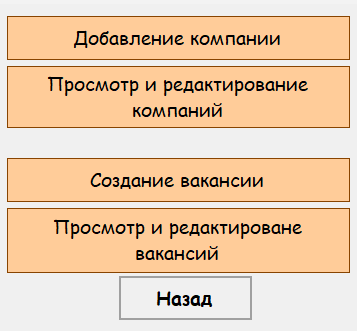 Добавление компании
Просмотр и редактирование
компаний
Создание вакансии
Просмотр и редактироване
вакансий
Назад